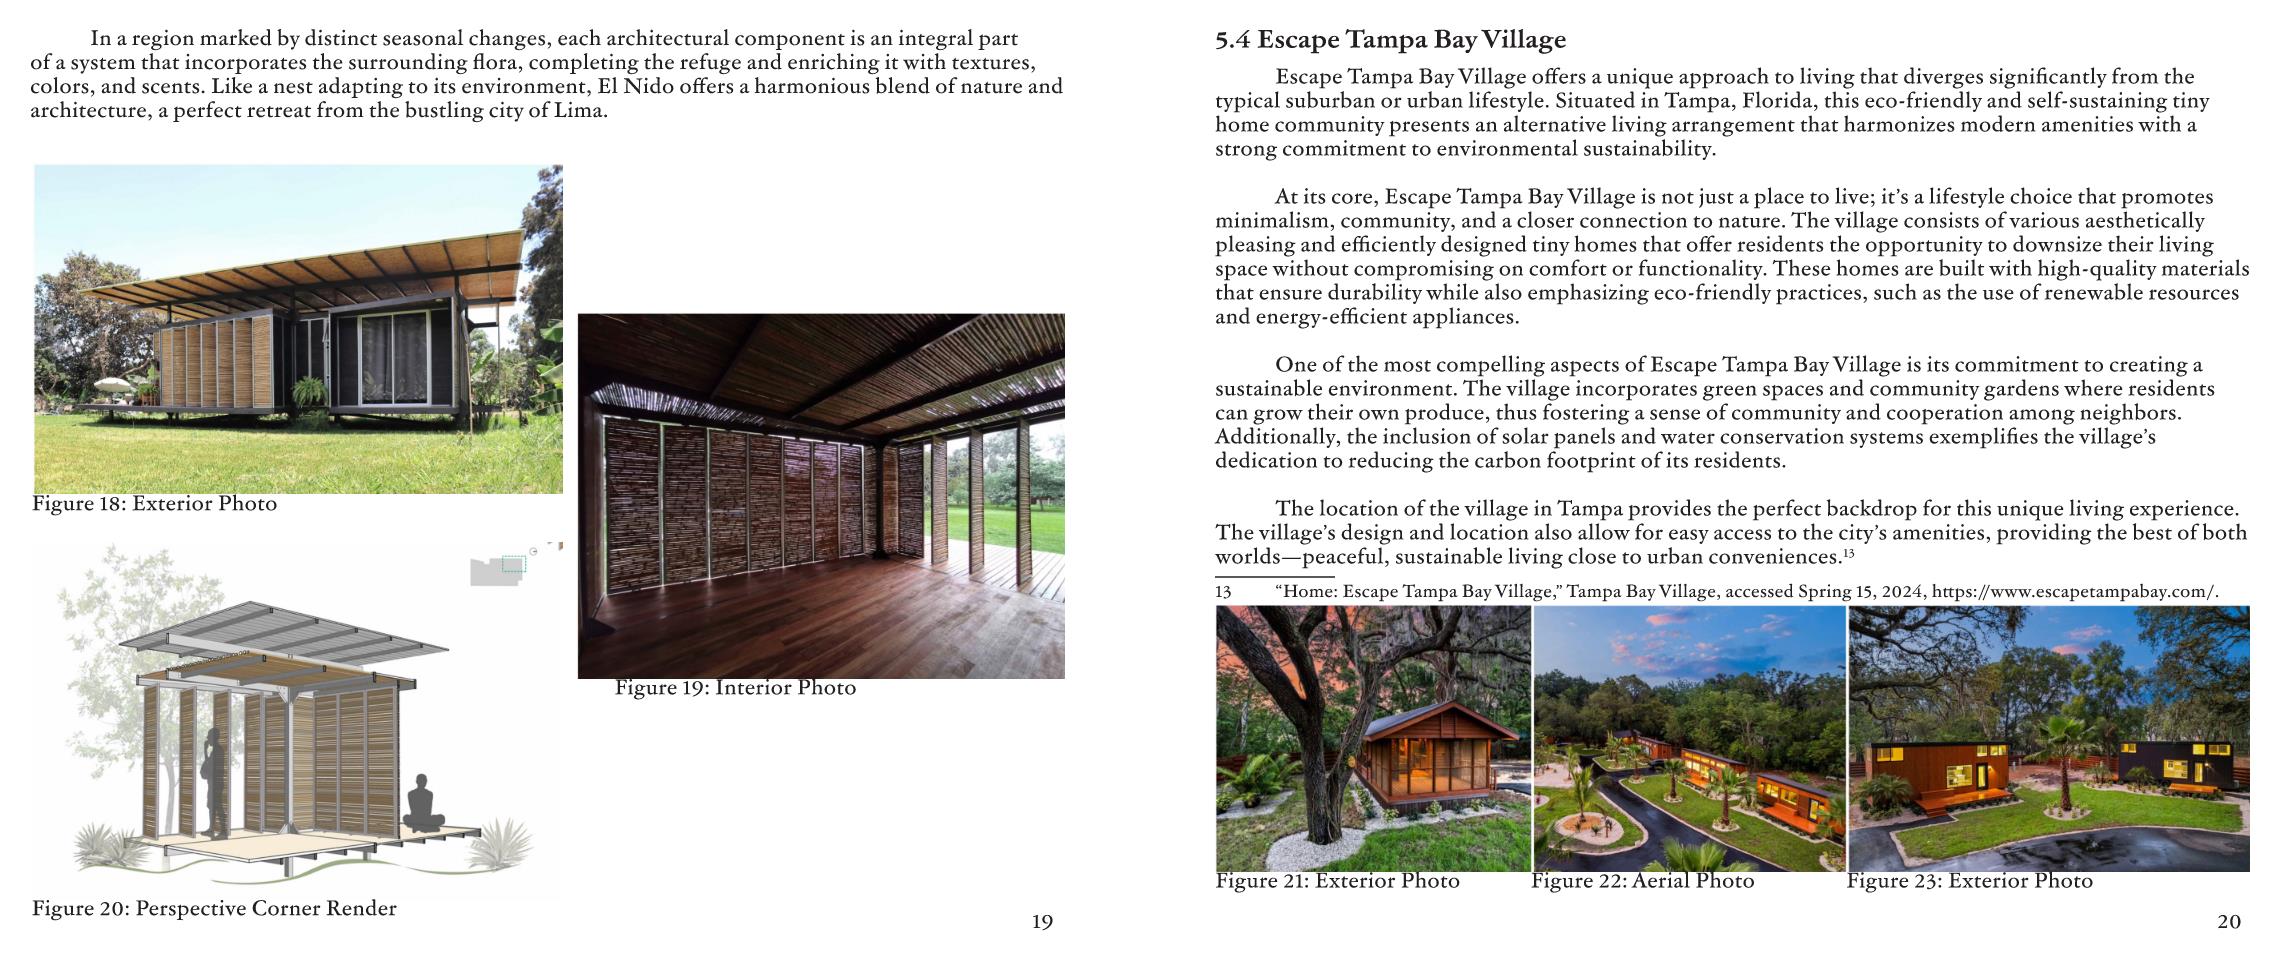 In a region marked by distinct seasonal changes, each architectural component is an integral part
of a system that incorporates the surrounding flora, completing the refuge and enriching it with textures,
colors, and scents. Like a nest adapting to its environment, El Nido offers a harmonious blend of nature and
architecture, a perfect retreat from the bustling city of Lima.
Figure 18: Exterior Photo
Figure 19: Interior Photo
Figure 20: Perspective Corner Render
19
5.4 Escape Tampa Bay Village
Escape Tampa Bay Village offers a unique approach to living that diverges significantly from the
typical suburban or urban lifestyle. Situated in Tampa, Florida, this eco-friendly and self-sustaining tiny
home community presents an alternative living arrangement that harmonizes modern amenities with a
strong commitment to environmental sustainability.
At its core, Escape Tampa Bay Village is not just a place to live; it's a lifestyle choice that promotes
minimalism, community, and a closer connection to nature. The village consists of various aesthetically
pleasing and efficiently designed tiny homes that offer residents the opportunity to downsize their living
space without compromising on comfort or functionality. These homes are built with high-quality materials
that ensure durability while also emphasizing eco-friendly practices, such as the use of renewable resources
and energy-efficient appliances.
One of the most compelling aspects of Escape Tampa Bay Village is its commitment to creating a
sustainable environment. The village incorporates green spaces and community gardens where residents
can grow their own produce, thus fostering a sense of community and cooperation among neighbors.
Additionally, the inclusion of solar panels and water conservation systems exemplifies the village's
dedication to reducing the carbon footprint of its residents.
The location of the village in Tampa provides the perfect backdrop for this unique living experience.
The village's design and location also allow for easy access to the city's amenities, providing the best of both
worlds—peaceful, sustainable living close to urban conveniences.13
13 “Home: Escape Tampa Bay Village,” Tampa Bay Village, accessed Spring 15, 2024, https://www.escapetampabay.com/.
Figure 21: Exterior Photo
Figure 22: Aerial Photo
Figure 23: Exterior Photo
20